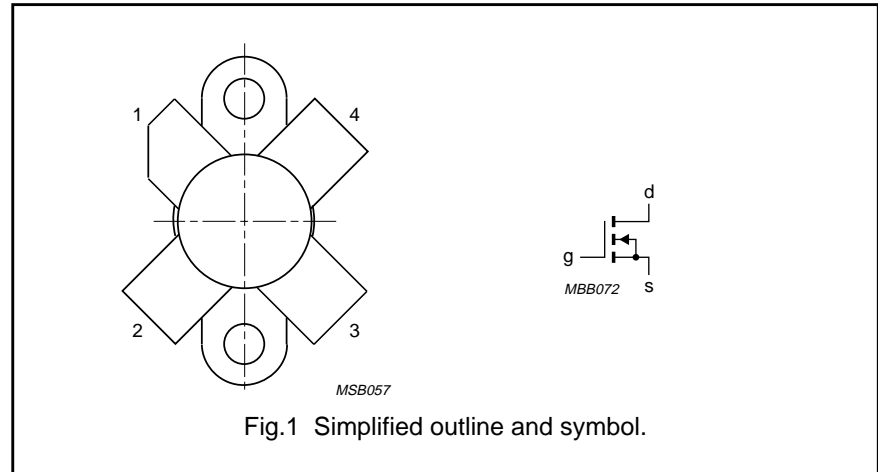 1
4
d
g
MBB072
s
2
3
MSB057
Fig.1 Simplified outline and symbol.